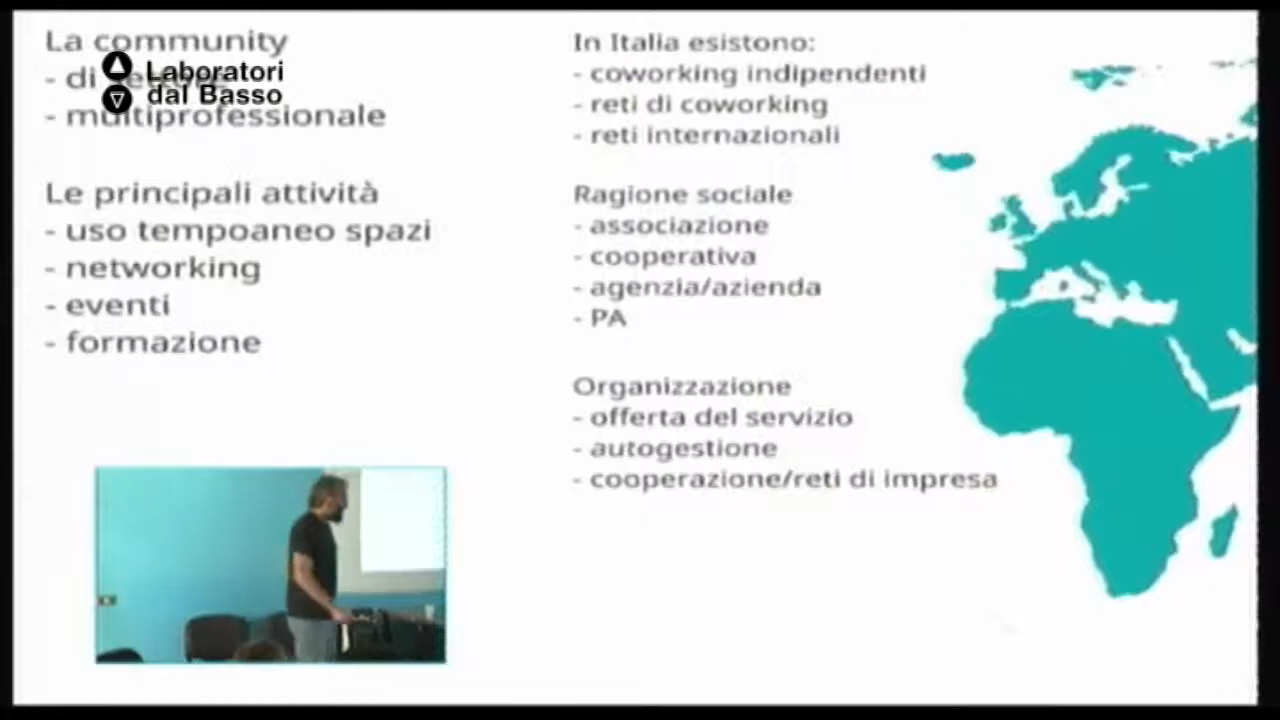 La community
- di
- multiprofessionale
Laboratori
dal Basso
Le principali attività
- uso tempoaneo spazi
- networking
- eventi
- formazione
In Italia esistono:
- coworking indipendenti
- reti di coworking
- reti internazionali
Ragione sociale
- associazione
- cooperativa
- agenzia/azienda
- PA
Organizzazione
- offerta del servizio
- autogestione
- cooperazione/reti di impresa